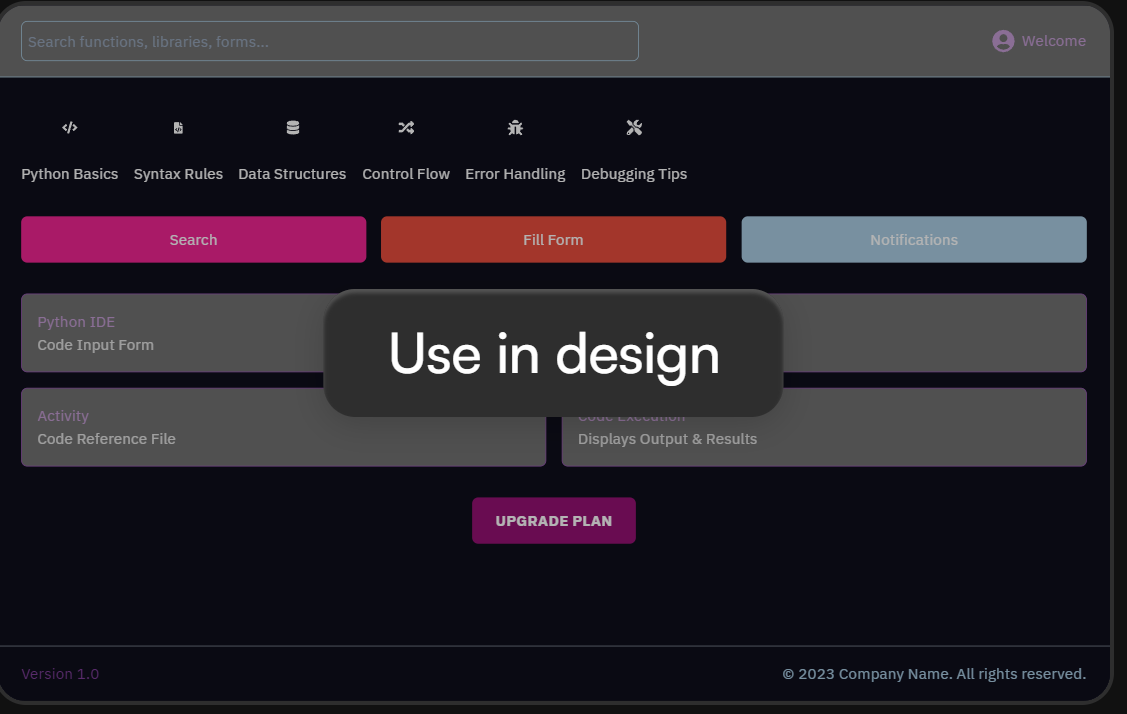 Search functions, libraries, forms...
Welcome
Python Basics
Syntax Rules
Data Structures
Control Flow
Error Handling
Debugging Tips
Search
Fill Form
Notifications
Python IDE
Code Input Form
Use in design
Activity
Code Reference File
Code Execution
Displays Output & Results
UPGRADE PLAN
Version 1.0
© 2023 Company Name. All rights reserved.